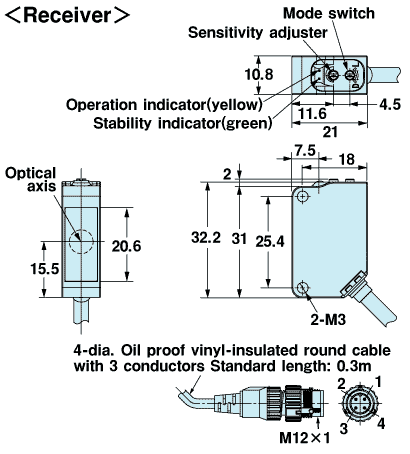 <Receiver>
Mode switch
Sensitivity adjuster
10.8
Operation indicator(yellow)
Stability indicator(green)
4.5
11.6
21
7.5
18
2
Optical
axis
20.6
15.5
32.2
31
25.4
2-M3
4-dia. Oil proof vinyl-insulated round cable
with 3 conductors Standard length: 0.3m
2
1
3
4
M12×1